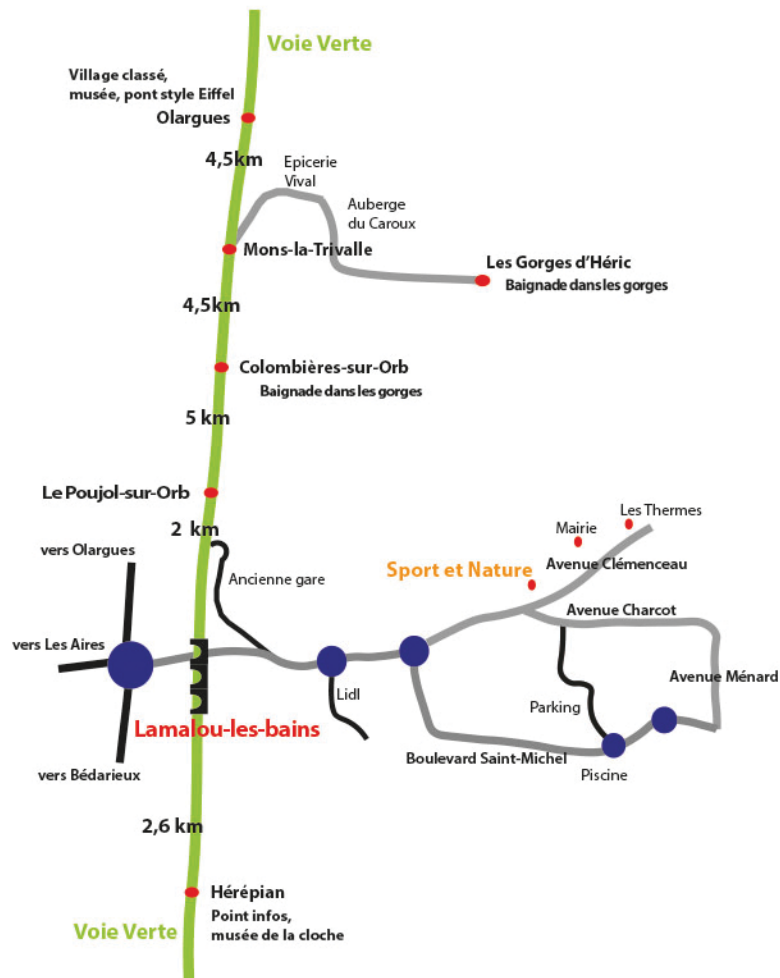 Voie Verte
Village classé,
musée, pont style Eiffel
Olargues
4,5km
Epicerie
Vival
Auberge
du Caroux
Mons-la-Trivalle
Les Gorges d'Héric
Baignade dans les gorges
4,5km
Colombières-sur-Orb
Baignade dans les gorges
5 km
Le Poujol-sur-Orb
2 km
Les Thermes
Mairie
vers Olargues
Ancienne gare
Sport et Nature
Avenue Clémenceau
Avenue Charcot
vers Les Aires
Avenue Ménard
Lidl
Parking
Lamalou-les-bains
Boulevard Saint-Michel
vers Bédarieux
Piscine
2,6 km
Hérépian
Point infos,
musée de la cloche
Voie Verte